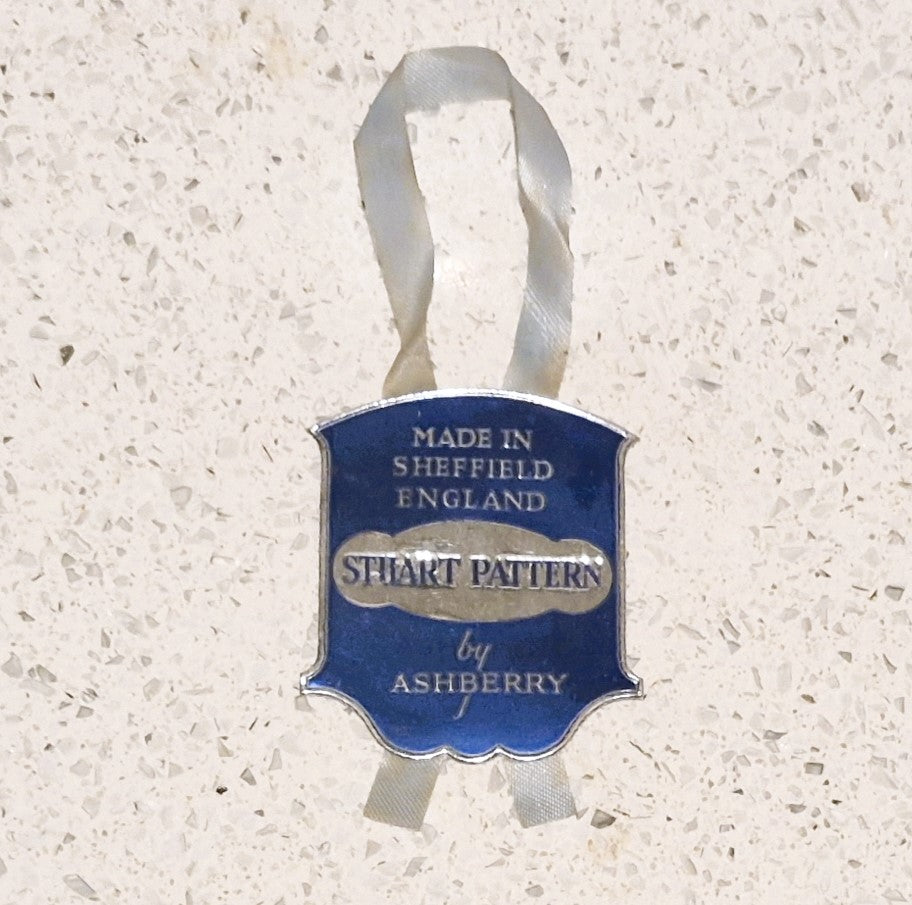 MADE IN
SHEFFIELD
ENGLAND
STUART PATTERN
by
ASHBERRY